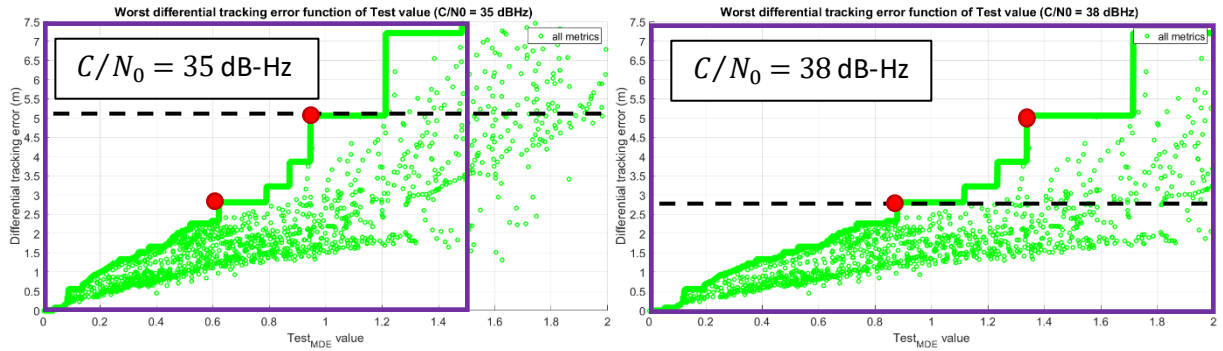 Worst differential tracking error function of Test value (C/N0 = 35 dBHz)
7.5
7
6.5
6
5.5
5
4.5
4
3.5
3
2.5
2
1.5
1
0.5
0
Differential tracking error (m)
all metrics
C/N₀ = 35 dB-Hz
0 0.2 0.4 0.6 0.8 1 1.2 1.4 1.6 1.8 2
Test_MDE value
Worst differential tracking error function of Test value (C/N0 = 38 dBHz)
7.5
7
6.5
6
5.5
5
4.5
4
3.5
3
2.5
2
1.5
1
0.5
0
Differential tracking error (m)
all metrics
C/N₀ = 38 dB-Hz
0 0.2 0.4 0.6 0.8 1 1.2 1.4 1.6 1.8 2
Test_MDE value